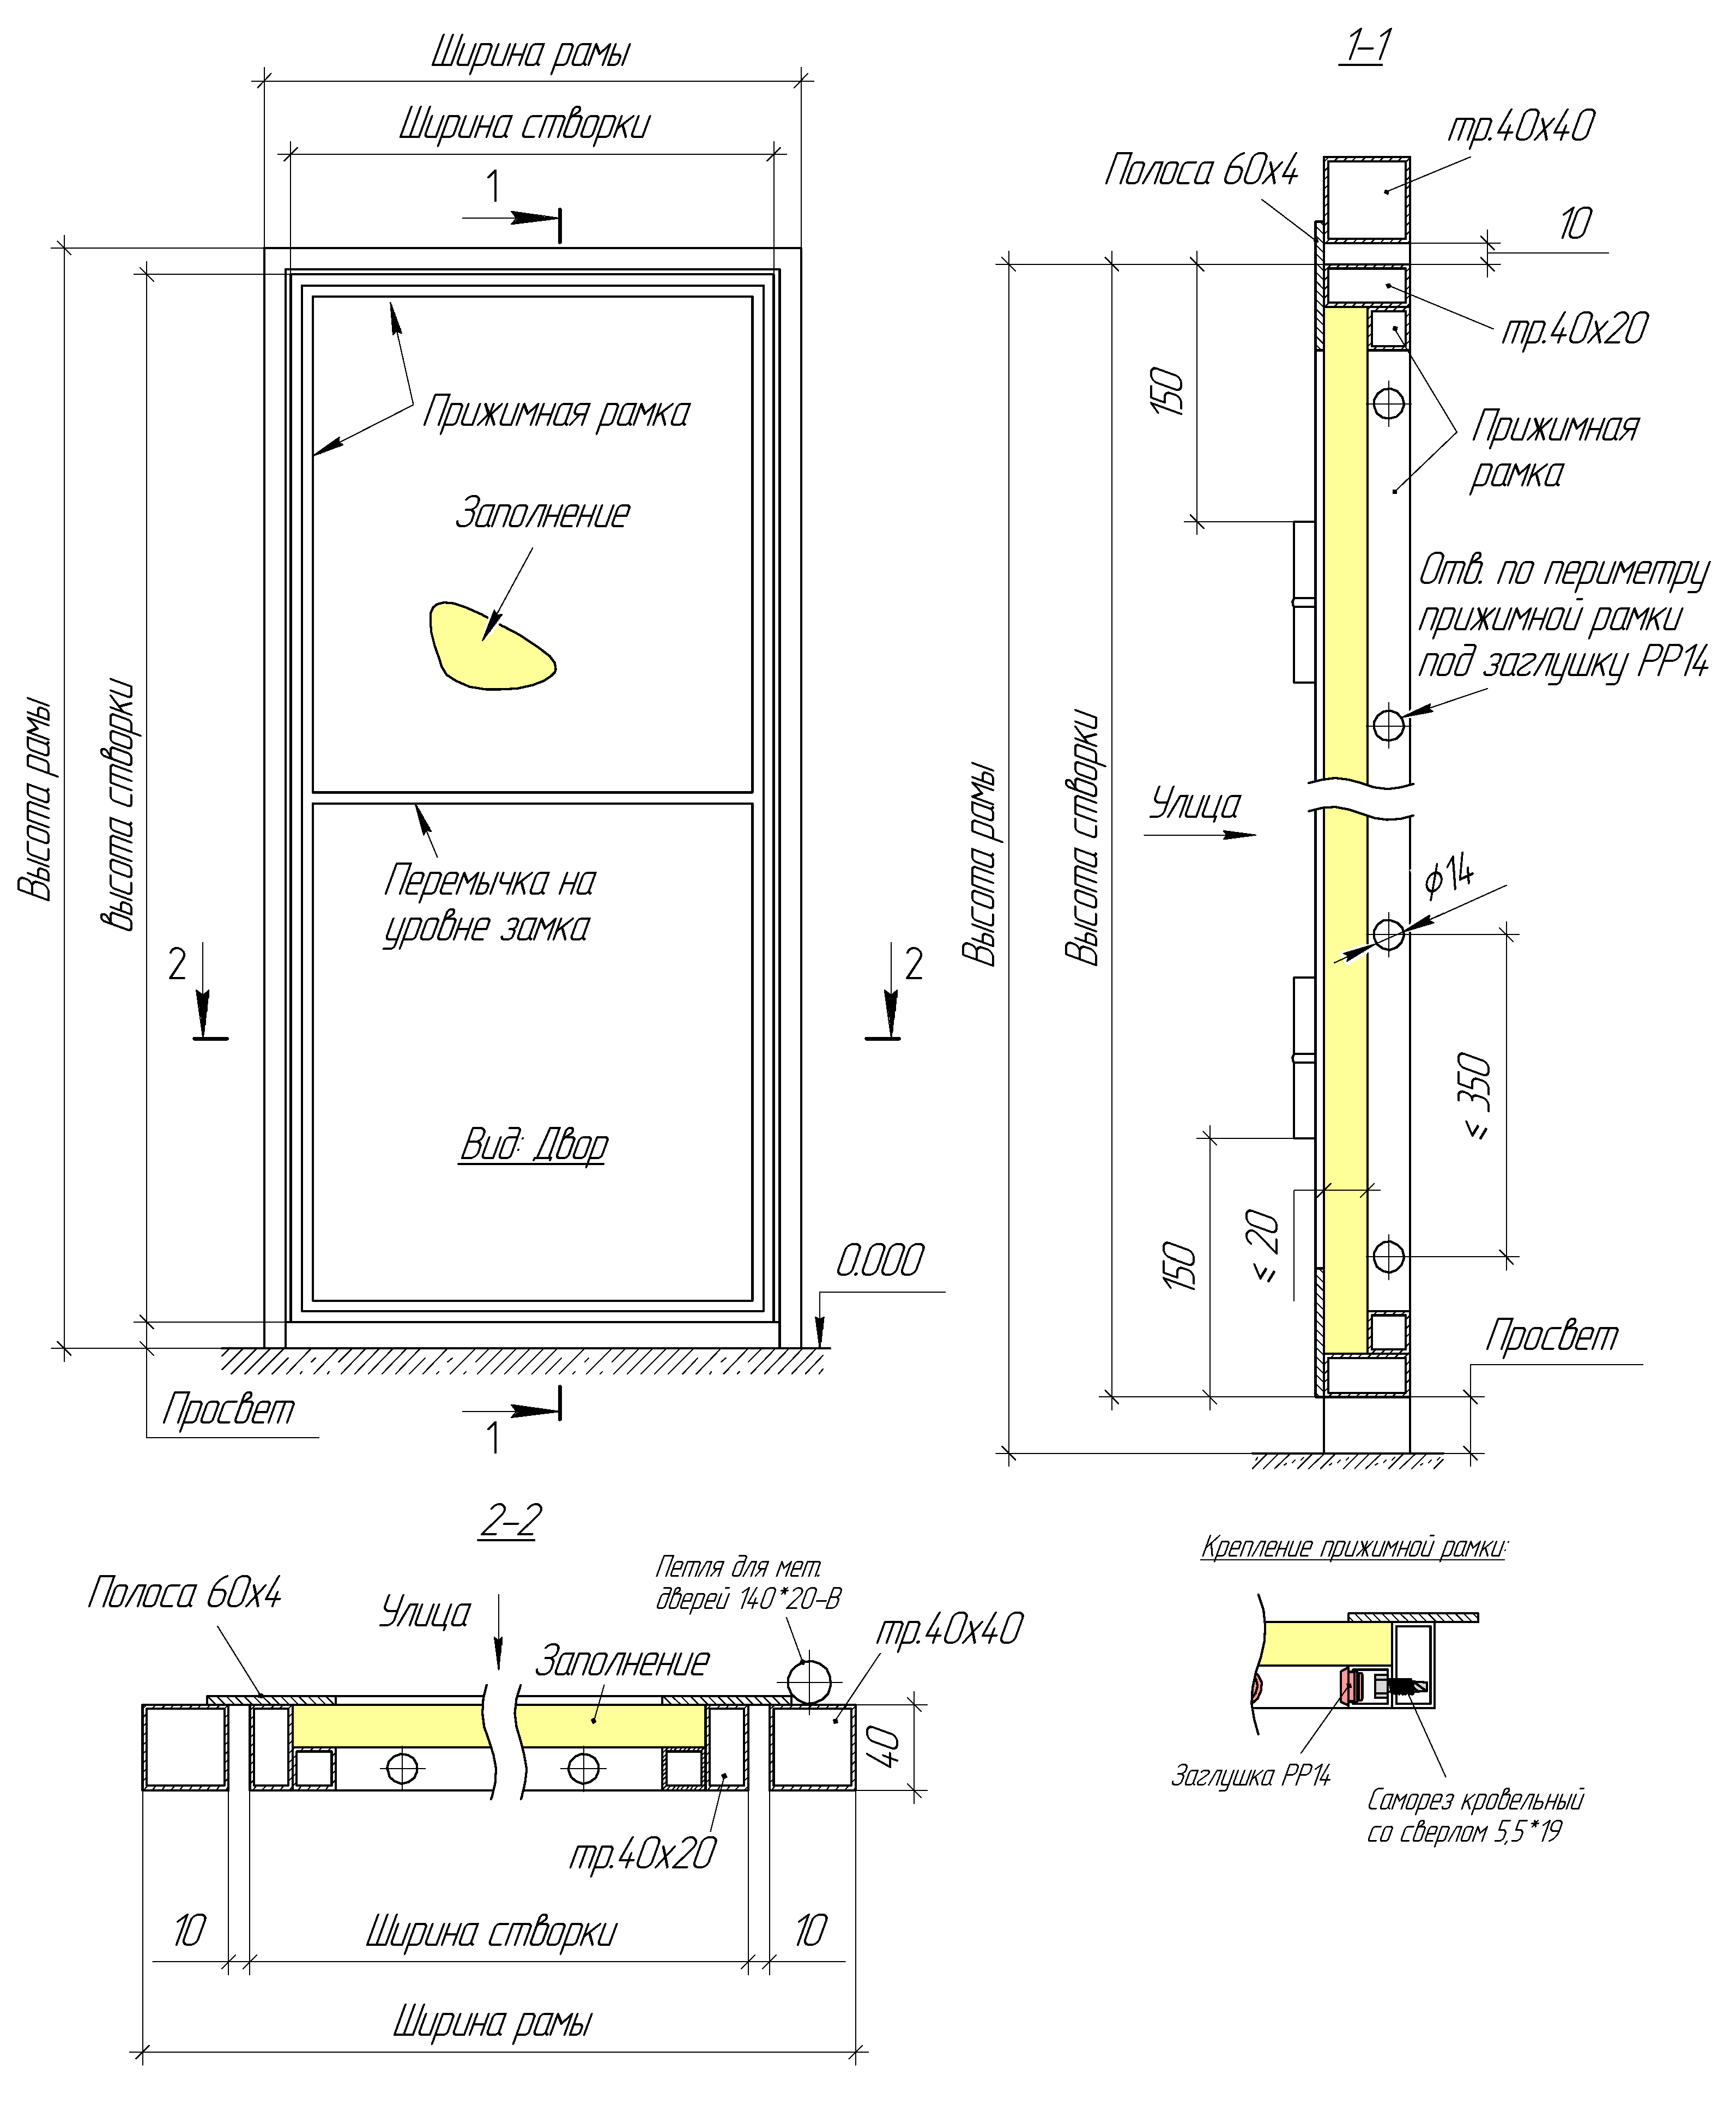 Ширина рамы
Ширина створки
1
Высота рамы
высота створки
Прижимная рамка
Заполнение
Перемычка на
уровне замка
2
2
Вид: Двор
0.000
Просвет
1
1-1
тр.40х40
Полоса 60х4
10
тр.40х20
150
Прижимная
рамка
Отв. по периметру
прижимной рамки
под заглушку РР14
Улица
Высота рамы
Высота створки
ϕ14
≤ 350
≤ 20
150
Просвет
2-2
Полоса 60х4
Улица
Петля для мет.
дверей 140*20-В
тр.40х40
Заполнение
40
тр.40х20
10
Ширина створки
10
Ширина рамы
Крепление прижимной рамки:
Заглушка РР14
Саморез кровельный
со сверлом 5,5*19